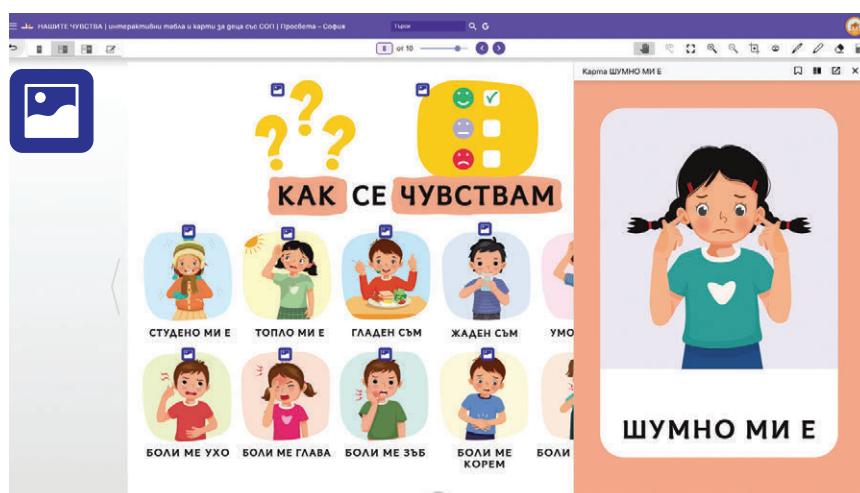 НАШИТЕ ЧУВСТВА | интерактивни табла и карти за деца със СОП | Просвета – София
Търси
8 от 10
Карта ШУМНО МИ Е
КАК СЕ ЧУВСТВАМ
СТУДЕНО МИ Е
ТОПЛО МИ Е
ГЛАДЕН СЪМ
ЖАДЕН СЪМ
УМО
БОЛИ МЕ УХО
БОЛИ МЕ ГЛАВА
БОЛИ МЕ ЗЪБ
БОЛИ МЕ
КОРЕМ
БОЛИ
ШУМНО МИ Е